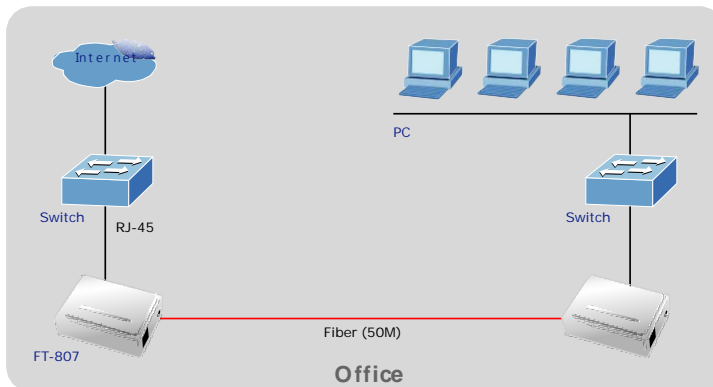 Internet
PC
Switch
Switch
RJ-45
Fiber (50M)
FT-807
Office